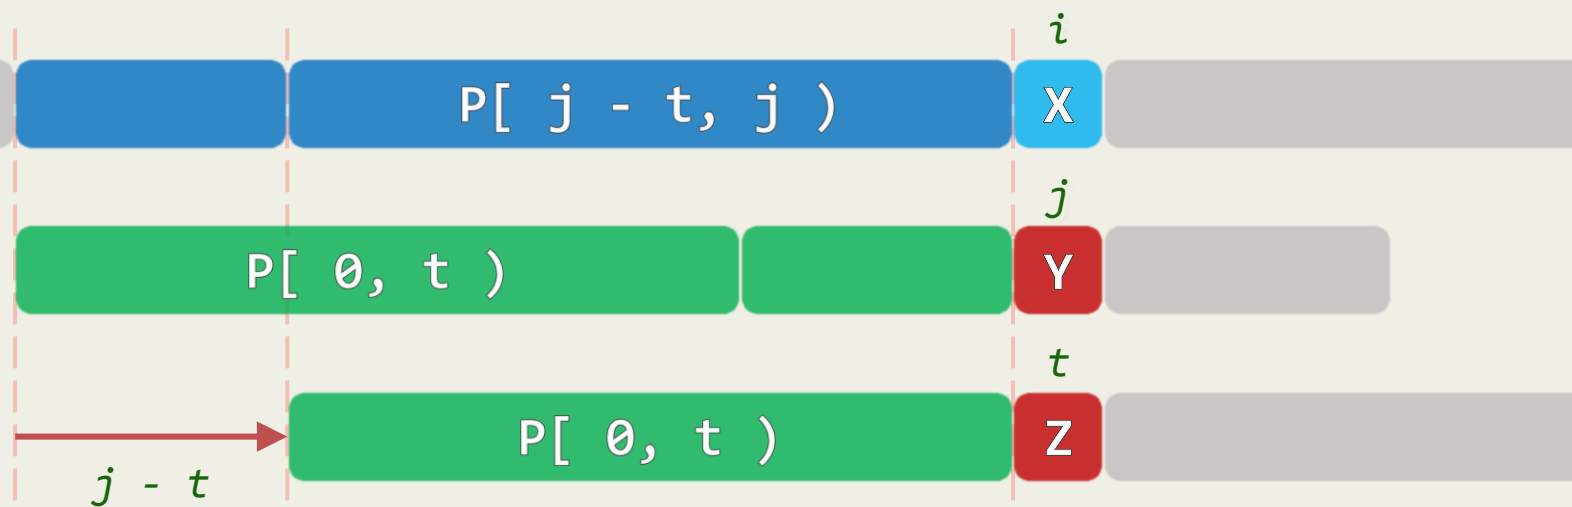 i
P[ j - t, j ) X
j
P[ 0, t ) Y
t
P[ 0, t ) Z
j - t